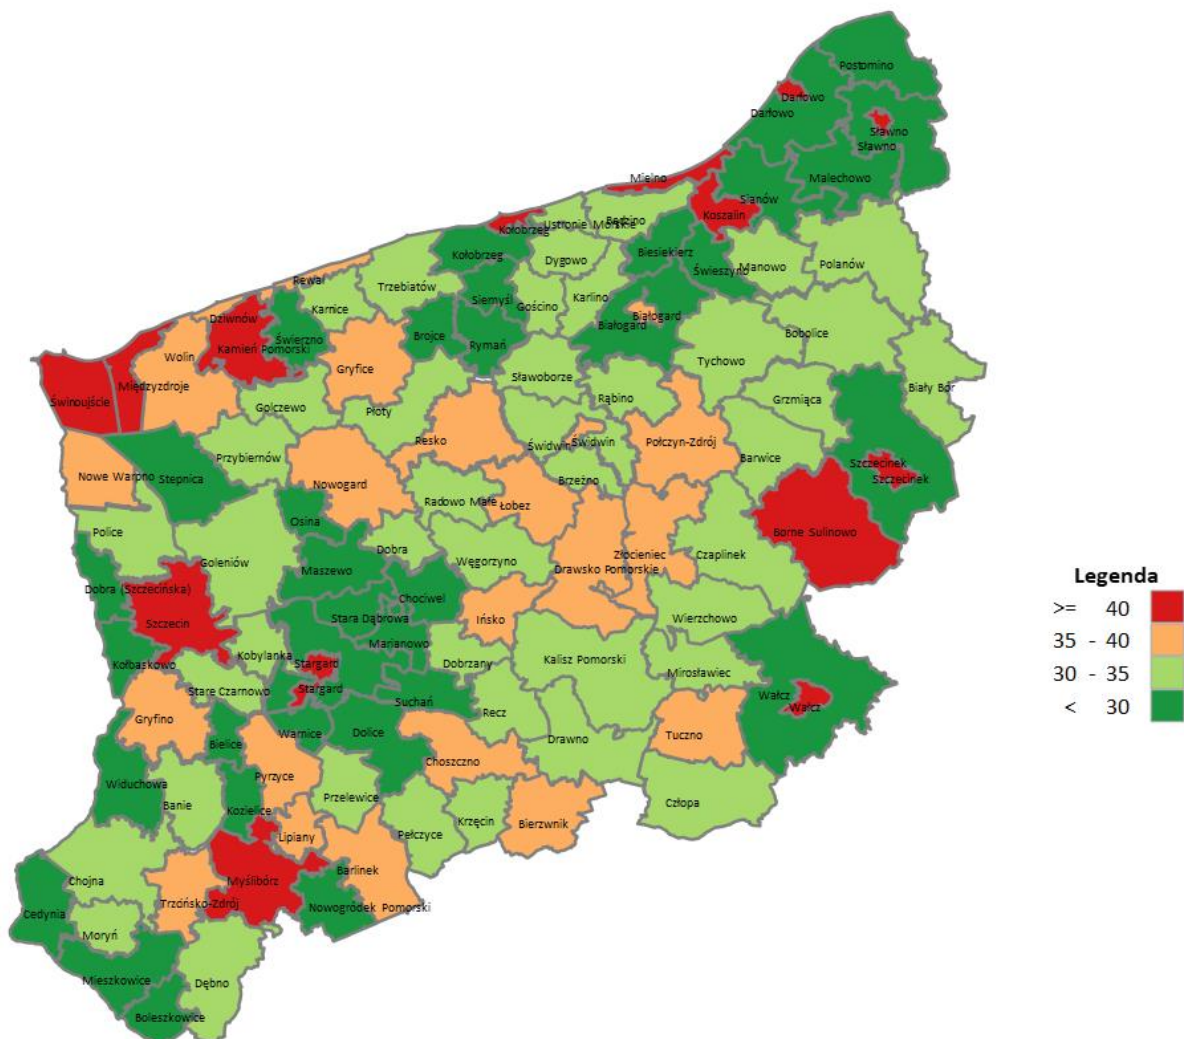 Postomino
Darłowo
Darłowo
Sławno
Sławno
Malechowo
Mielno
Sianów
Koszalin
Będzino
Ustronie Morskie
Kołobrzeg
Kołobrzeg
Biesiekierz
Świeszyno
Manowo
Polanów
Dygowo
Rewal
Trzebiatów
Karnice
Siemyśl
Gościno
Karlino
Dziwnów
Białogard
Białogard
Bobolice
Świerzno
Brojce
Rymań
Kamień Pomorski
Wolin
Gryfice
Tychowo
Sławoborze
Międzyzdroje
Biały Bór
Świnoujście
Rąbino
Grzmiąca
Golczewo
Płoty
Resko
Świdwin
Świdwin
Połczyn-Zdrój
Przybiernów
Barwice
Szczecinek
Szczecinek
Nowe Warpno
Stepnica
Nowogard
Brzeżno
Radowo Małe
Łobez
Osina
Police
Borne Sulinowo
Goleniów
Dobra
Węgorzyno
Złocieniec
Czaplinek
Maszewo
Drawsko Pomorskie
Dobra (Szczecińska)
Chociwel
Stara Dąbrowa
Ińsko
Wierzchowo
Szczecin
Marianowo
Kobylanka
Stargard
Kołbaskowo
Dobrzany
Kalisz Pomorski
Mirosławiec
Stare Czarnowo
Stargard
Suchań
Wałcz
Wałcz
Recz
Gryfino
Warnice
Dolice
Bielice
Drawno
Tuczno
Choszczno
Pyrzyce
Widuchowa
Banie
Przelewice
Kozielice
Człopa
Krzęcin
Bierzwnik
Pełczyce
Lipiany
Barlinek
Chojna
Myślibórz
Trzcińsko-Zdrój
Nowogródek Pomorski
Cedynia
Moryń
Mieszkowice
Dębno
Boleszkowice
Legenda
>= 40
35 - 40
30 - 35
< 30